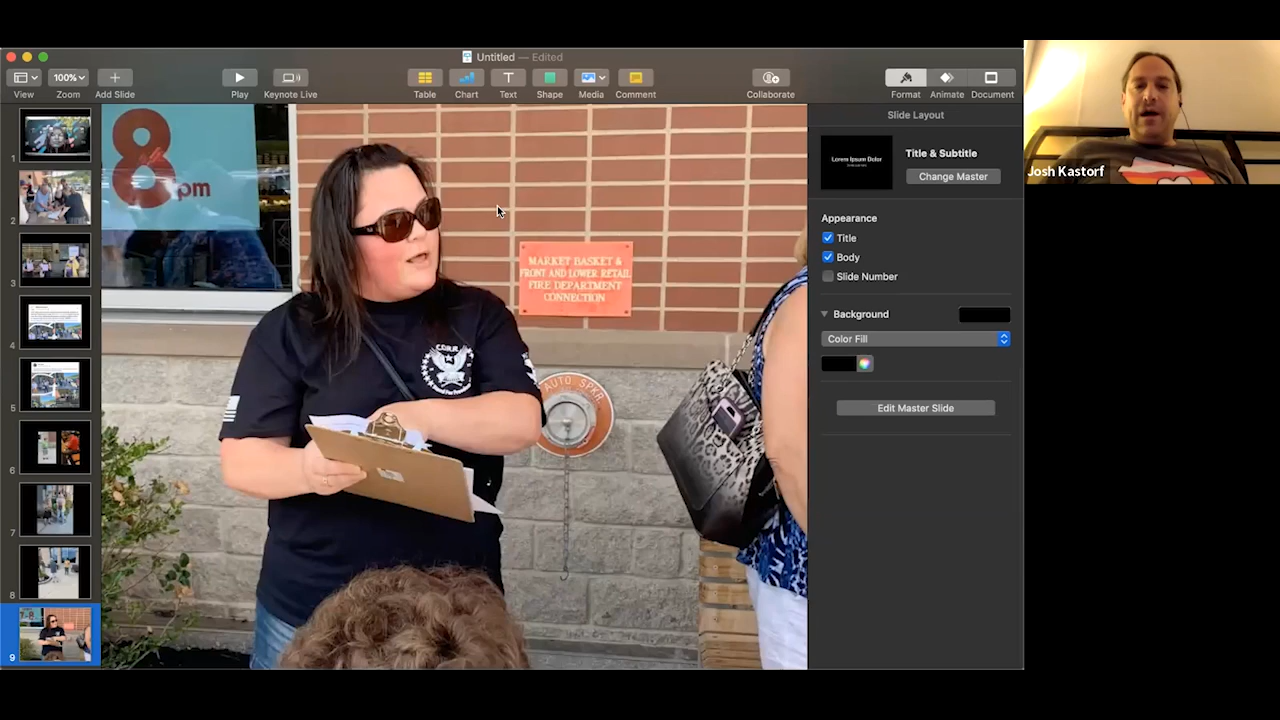 Untitled — Edited
100%
View
Zoom
Add Slide
Play
Keynote Live
Table
Chart
Text
Shape
Media
Comment
Collaborate
Format
Animate
Document
1
2
3
4
5
6
7
8
9
8
pm
MARKET BASKET &
FRONT AND LOWER RETAIL
FIRE DEPARTMENT
CONNECTION
AUTO. SPKR.
Slide Layout
Lorem Ipsum Dolor
Title & Subtitle
Change Master
Appearance
Title
Body
Slide Number
Background
Color Fill
Edit Master Slide
Josh Kastorf